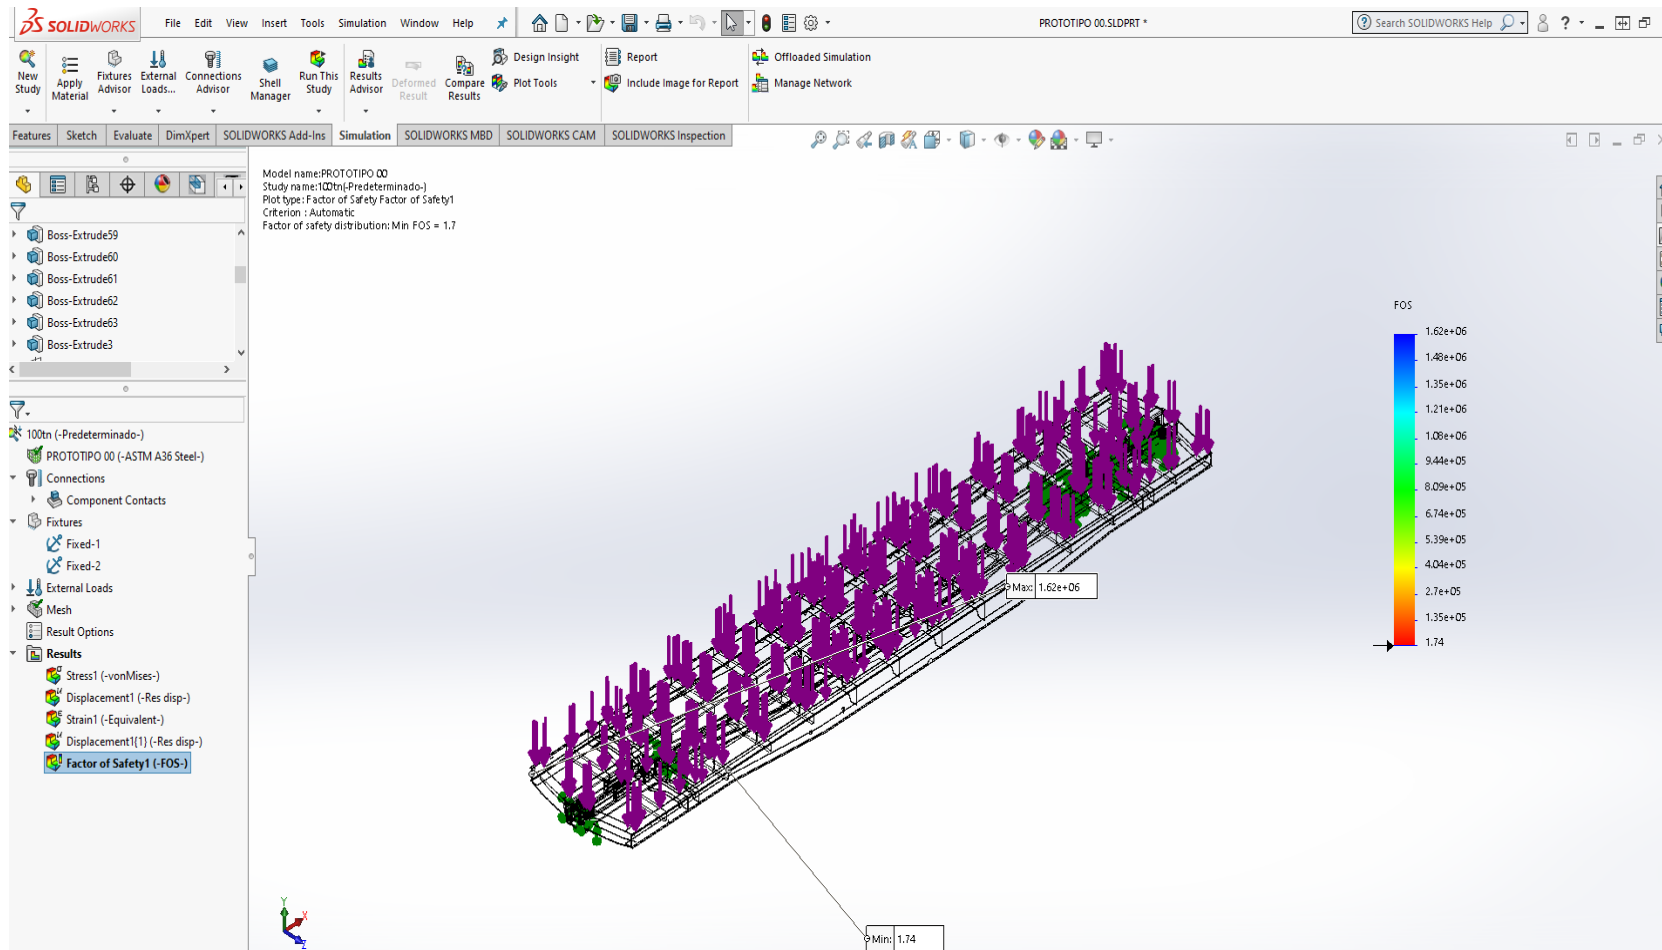 SOLIDWORKS
File Edit View Insert Tools Simulation Window Help
PROTOTIPO 00.SLDPRT *
Search SOLIDWORKS Help
New Study
Apply Material
Fixtures Advisor
External Loads...
Connections Advisor
Shell Manager
Run This Study
Results Advisor
Deformed Result
Compare Results
Design Insight
Plot Tools
Report
Include Image for Report
Offloaded Simulation
Manage Network
Features Sketch Evaluate DimXpert SOLIDWORKS Add-Ins Simulation SOLIDWORKS MBD SOLIDWORKS CAM SOLIDWORKS Inspection
Boss-Extrude59
Boss-Extrude60
Boss-Extrude61
Boss-Extrude62
Boss-Extrude63
Boss-Extrude3
100tn (-Predeterminado-)
PROTOTIPO 00 (-ASTM A36 Steel-)
Connections
Component Contacts
Fixtures
Fixed-1
Fixed-2
External Loads
Mesh
Result Options
Results
Stress1 (-vonMises-)
Displacement1 (-Res disp-)
Strain1 (-Equivalent-)
Displacement1{1} (-Res disp-)
Factor of Safety1 (-FOS-)
Model name:PROTOTIPO 00
Study name:100tn(-Predeterminado-)
Plot type: Factor of Safety Factor of Safety1
Criterion : Automatic
Factor of safety distribution: Min FOS = 1.7
FOS
1.62e+06
1.48e+06
1.35e+06
1.21e+06
1.08e+06
9.44e+05
8.09e+05
6.74e+05
5.39e+05
4.04e+05
2.7e+05
1.35e+05
1.74
Max: 1.62e+06
Min: 1.74
Y
X
Z